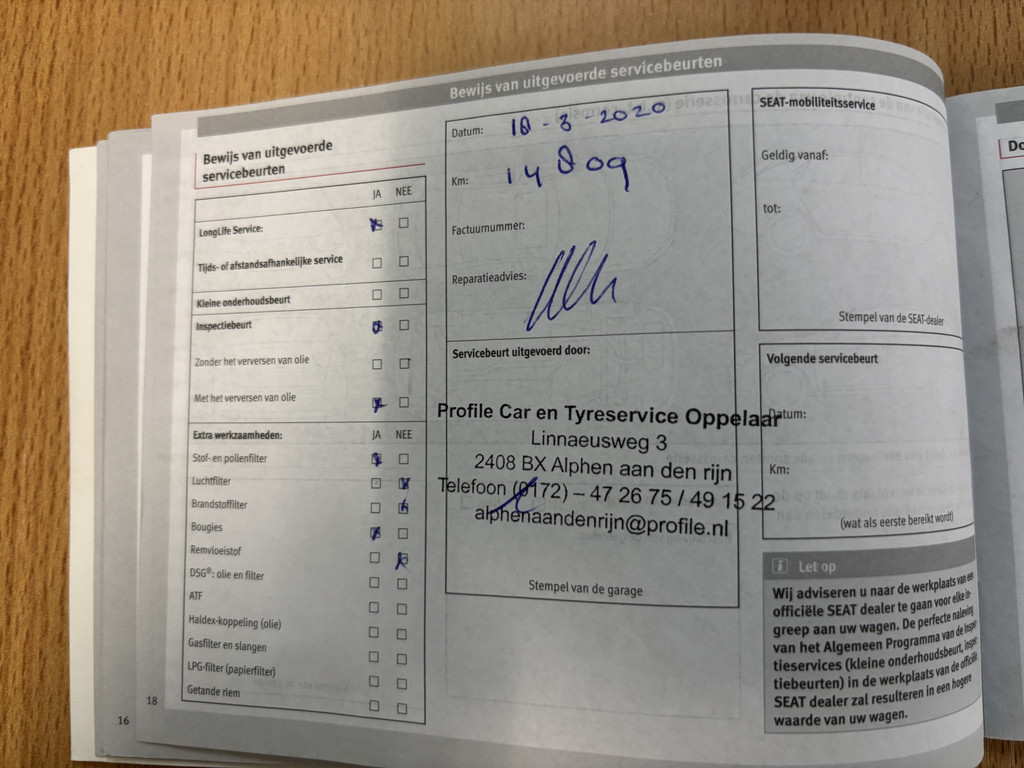 Bewijs van uitgevoerde servicebeurten
Bewijs van uitgevoerde
servicebeurten
JA NEE
LongLife Service:
Tijds- of afstandsafhankelijke service
Kleine onderhoudsbeurt
Inspectiebeurt
Zonder het verversen van olie
Met het verversen van olie
Extra werkzaamheden: JA NEE
Stof- en pollenfilter
Luchtfilter
Brandstoffilter
Bougies
Remvloeistof
DSG®: olie en filter
ATF
Haldex-koppeling (olie)
Gasfilter en slangen
LPG-filter (papierfilter)
Getande riem
18
16
Datum: 10 - 3 - 2020
Km:
Factuurnummer:
Reparatieadvies:
Servicebeurt uitgevoerd door:
Profile Car en Tyreservice Oppelaar
Linnaeusweg 3
2408 BX Alphen aan den rijn
Telefoon (0172) – 47 26 75 / 49 15 22
alphenaandenrijn@profile.nl
Stempel van de garage
SEAT-mobiliteitsservice
Geldig vanaf:
tot:
Stempel van de SEAT-dealer
Volgende servicebeurt
Datum:
Km:
(wat als eerste bereikt wordt)
i Let op
Wij adviseren u naar de werkplaats van een
officiële SEAT dealer te gaan voor elke in-
greep aan uw wagen. De perfecte naleving
van het Algemeen Programma van de Inspec-
tieservices (kleine onderhoudsbeurt, inspec-
tiebeurten) in de werkplaats van de officiële
SEAT dealer zal resulteren in een hogere
waarde van uw wagen.
Do